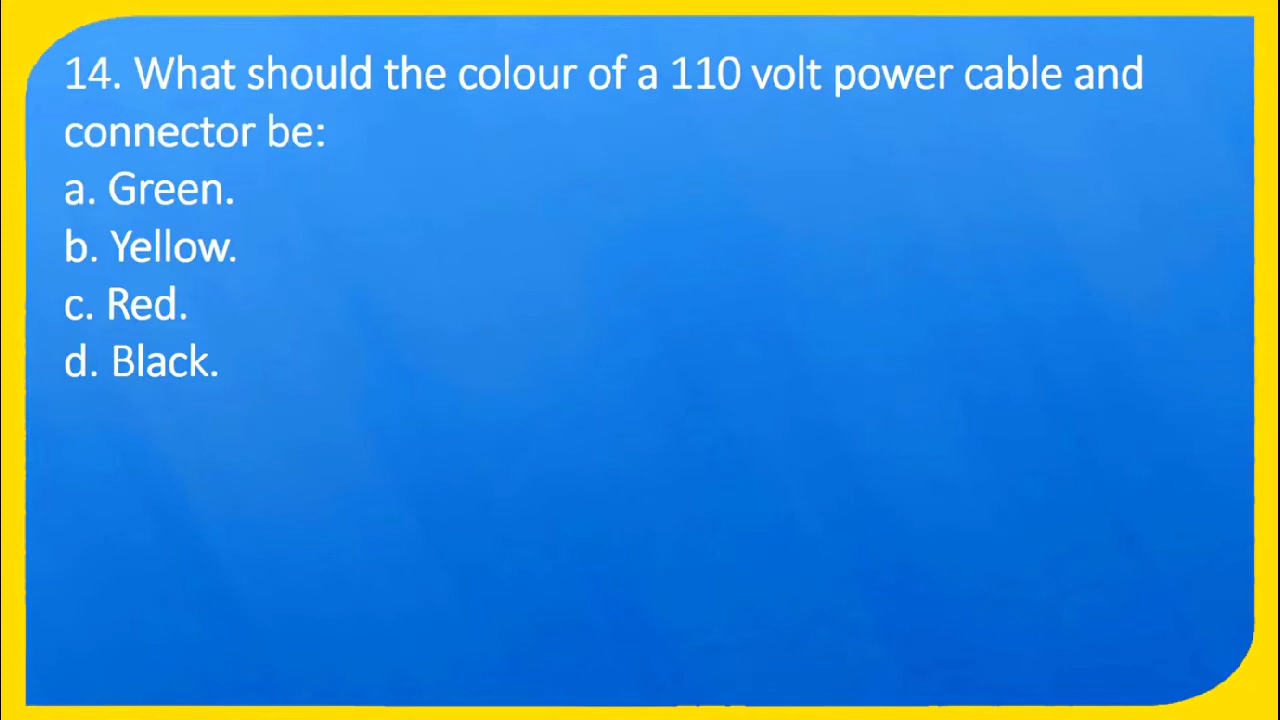 14. What should the colour of a 110 volt power cable and
connector be:
a. Green.
b. Yellow.
c. Red.
d. Black.